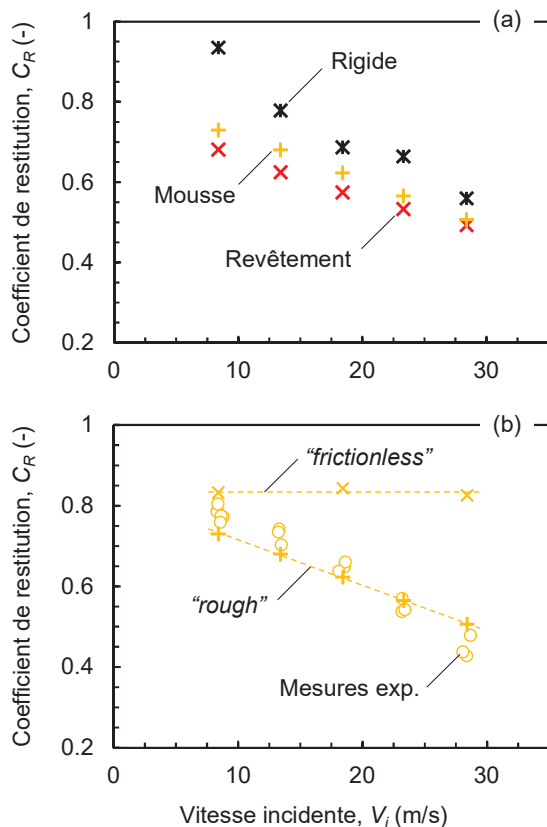 (a)
Coefficient de restitution, C_R (-)
1
0.8
0.6
0.4
0.2
Rigide
Mousse
Revêtement
0
10
20
30
(b)
Coefficient de restitution, C_R (-)
1
0.8
0.6
0.4
0.2
“frictionless”
“rough”
Mesures exp.
0
10
20
30
Vitesse incidente, V_i (m/s)